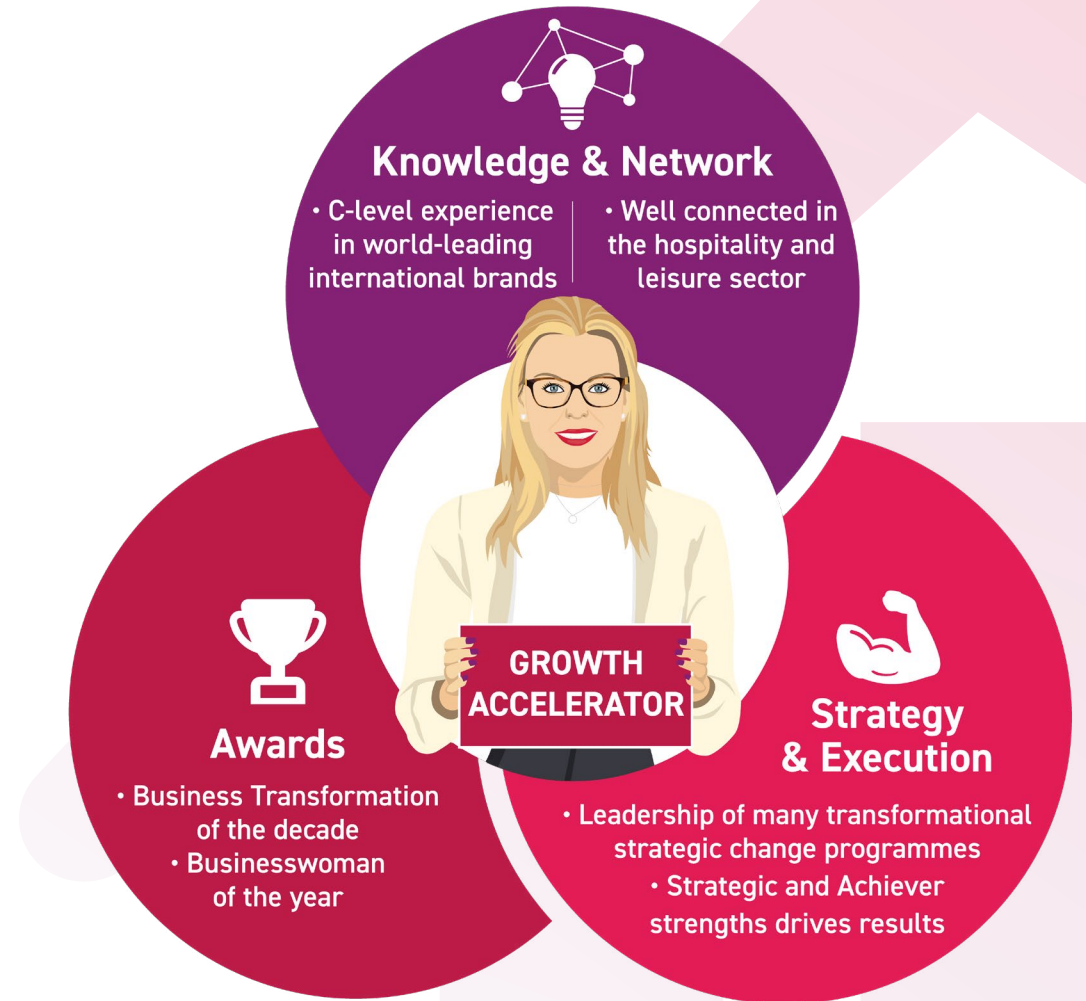 Knowledge & Network
• C-level experience
in world-leading
international brands
• Well connected in
the hospitality and
leisure sector
GROWTH
ACCELERATOR
Awards
• Business Transformation
of the decade
• Businesswoman
of the year
Strategy
& Execution
• Leadership of many transformational
strategic change programmes
• Strategic and Achiever
strengths drives results